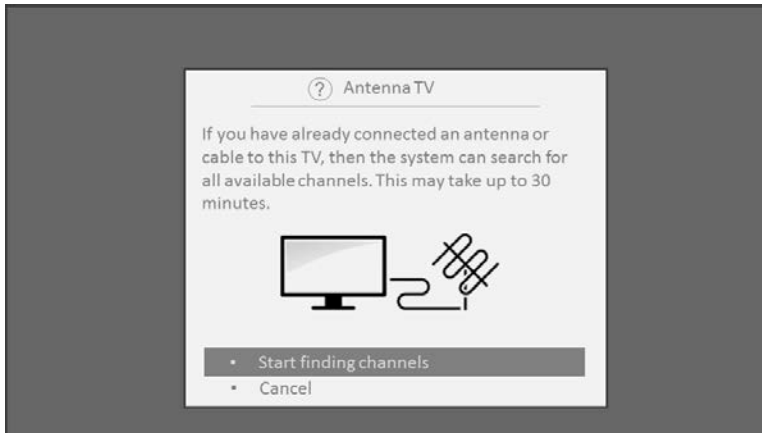 ? Antenna TV
If you have already connected an antenna or
cable to this TV, then the system can search for
all available channels. This may take up to 30
minutes.
▪ Start finding channels
▪ Cancel